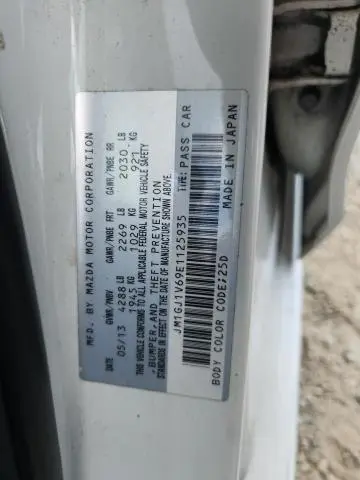 MFD. BY MAZDA MOTOR CORPORATION
DATE GVWR/PNBV GAWR/PNBE FRT GAWR/PNBE RR
05/13 4288 LB 2269 LB 2030 LB
1945 KG 1029 KG 921 KG
THIS VEHICLE CONFORMS TO ALL APPLICABLE FEDERAL MOTOR VEHICLE SAFETY
, BUMPER, AND THEFT PREVENTION
STANDARDS IN EFFECT ON THE DATE OF MANUFACTURE SHOWN ABOVE.
JM1GJ1V69E1125935 TYPE: PASS CAR
BODY COLOR CODE:25D MADE IN JAPAN